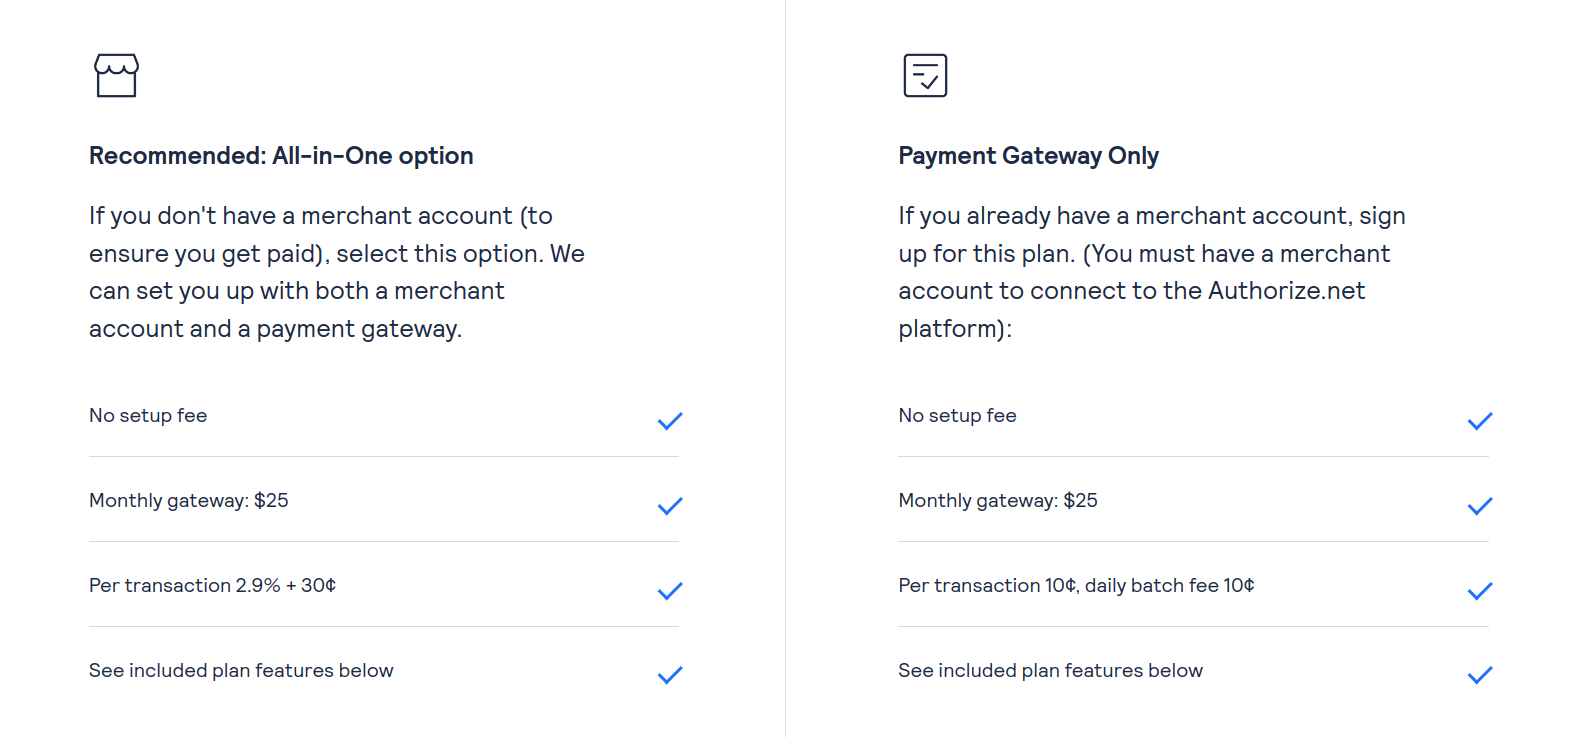 Recommended: All-in-One option
If you don't have a merchant account (to
ensure you get paid), select this option. We
can set you up with both a merchant
account and a payment gateway.
No setup fee
Monthly gateway: $25
Per transaction 2.9% + 30¢
See included plan features below
Payment Gateway Only
If you already have a merchant account, sign
up for this plan. (You must have a merchant
account to connect to the Authorize.net
platform):
No setup fee
Monthly gateway: $25
Per transaction 10¢, daily batch fee 10¢
See included plan features below